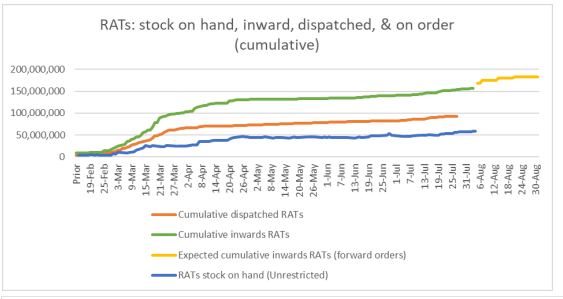 RATs: stock on hand, inward, dispatched, & on order
(cumulative)
200,000,000
150,000,000
100,000,000
50,000,000
0
Prior
19-Feb
25-Feb
3-Mar
9-Mar
15-Mar
21-Mar
27-Mar
2-Apr
8-Apr
14-Apr
20-Apr
26-Apr
2-May
8-May
14-May
20-May
26-May
1-Jun
7-Jun
13-Jun
19-Jun
25-Jun
1-Jul
7-Jul
13-Jul
19-Jul
25-Jul
31-Jul
6-Aug
12-Aug
18-Aug
24-Aug
30-Aug
Cumulative dispatched RATs
Cumulative inwards RATs
Expected cumulative inwards RATs (forward orders)
RATs stock on hand (Unrestricted)